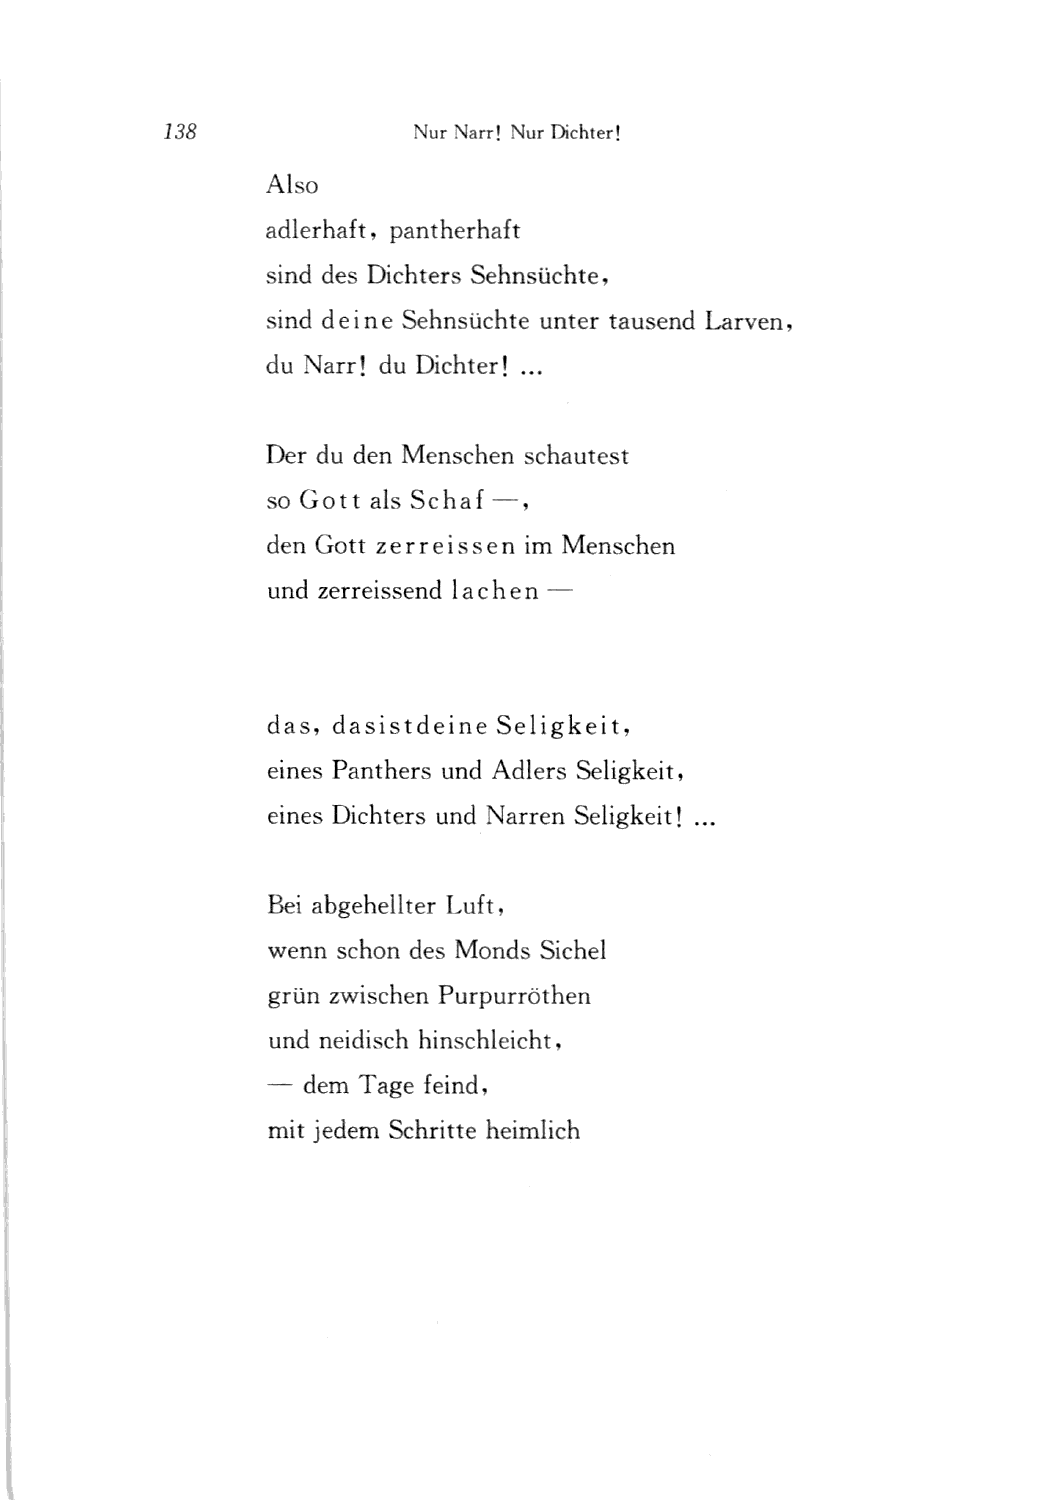 138
Nur Narr! Nur Dichter!
Also
adlerhaft, pantherhaft
sind des Dichters Sehnsüchte,
sind deine Sehnsüchte unter tausend Larven,
du Narr! du Dichter! ...
Der du den Menschen schautest
so Gott als Schaf —,
den Gott zerreissen im Menschen
und zerreissend lachen —
das, dasistdeine Seligkeit,
eines Panthers und Adlers Seligkeit,
eines Dichters und Narren Seligkeit! ...
Bei abgehellter Luft,
wenn schon des Monds Sichel
grün zwischen Purpurröthen
und neidisch hinschleicht,
— dem Tage feind,
mit jedem Schritte heimlich